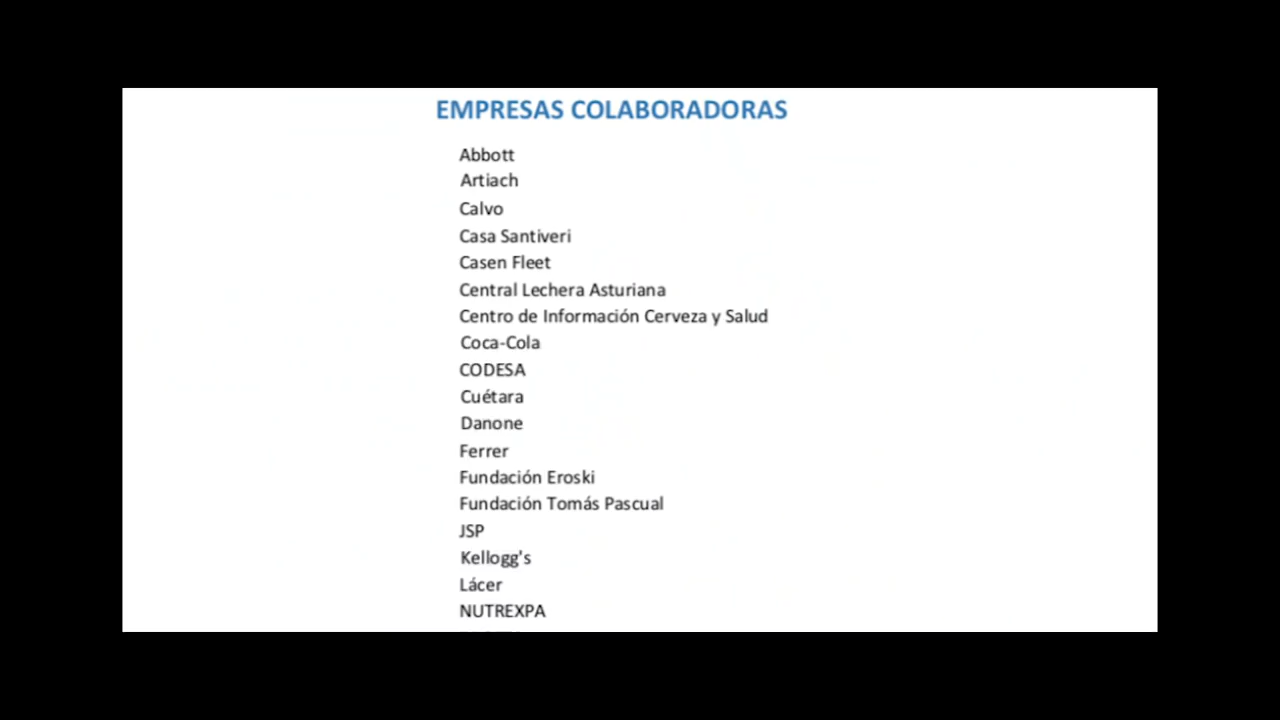 EMPRESAS COLABORADORAS
Abbott
Artiach
Calvo
Casa Santiveri
Casen Fleet
Central Lechera Asturiana
Centro de Información Cerveza y Salud
Coca-Cola
CODESA
Cuétara
Danone
Ferrer
Fundación Eroski
Fundación Tomás Pascual
JSP
Kellogg's
Lácer
NUTREXPA